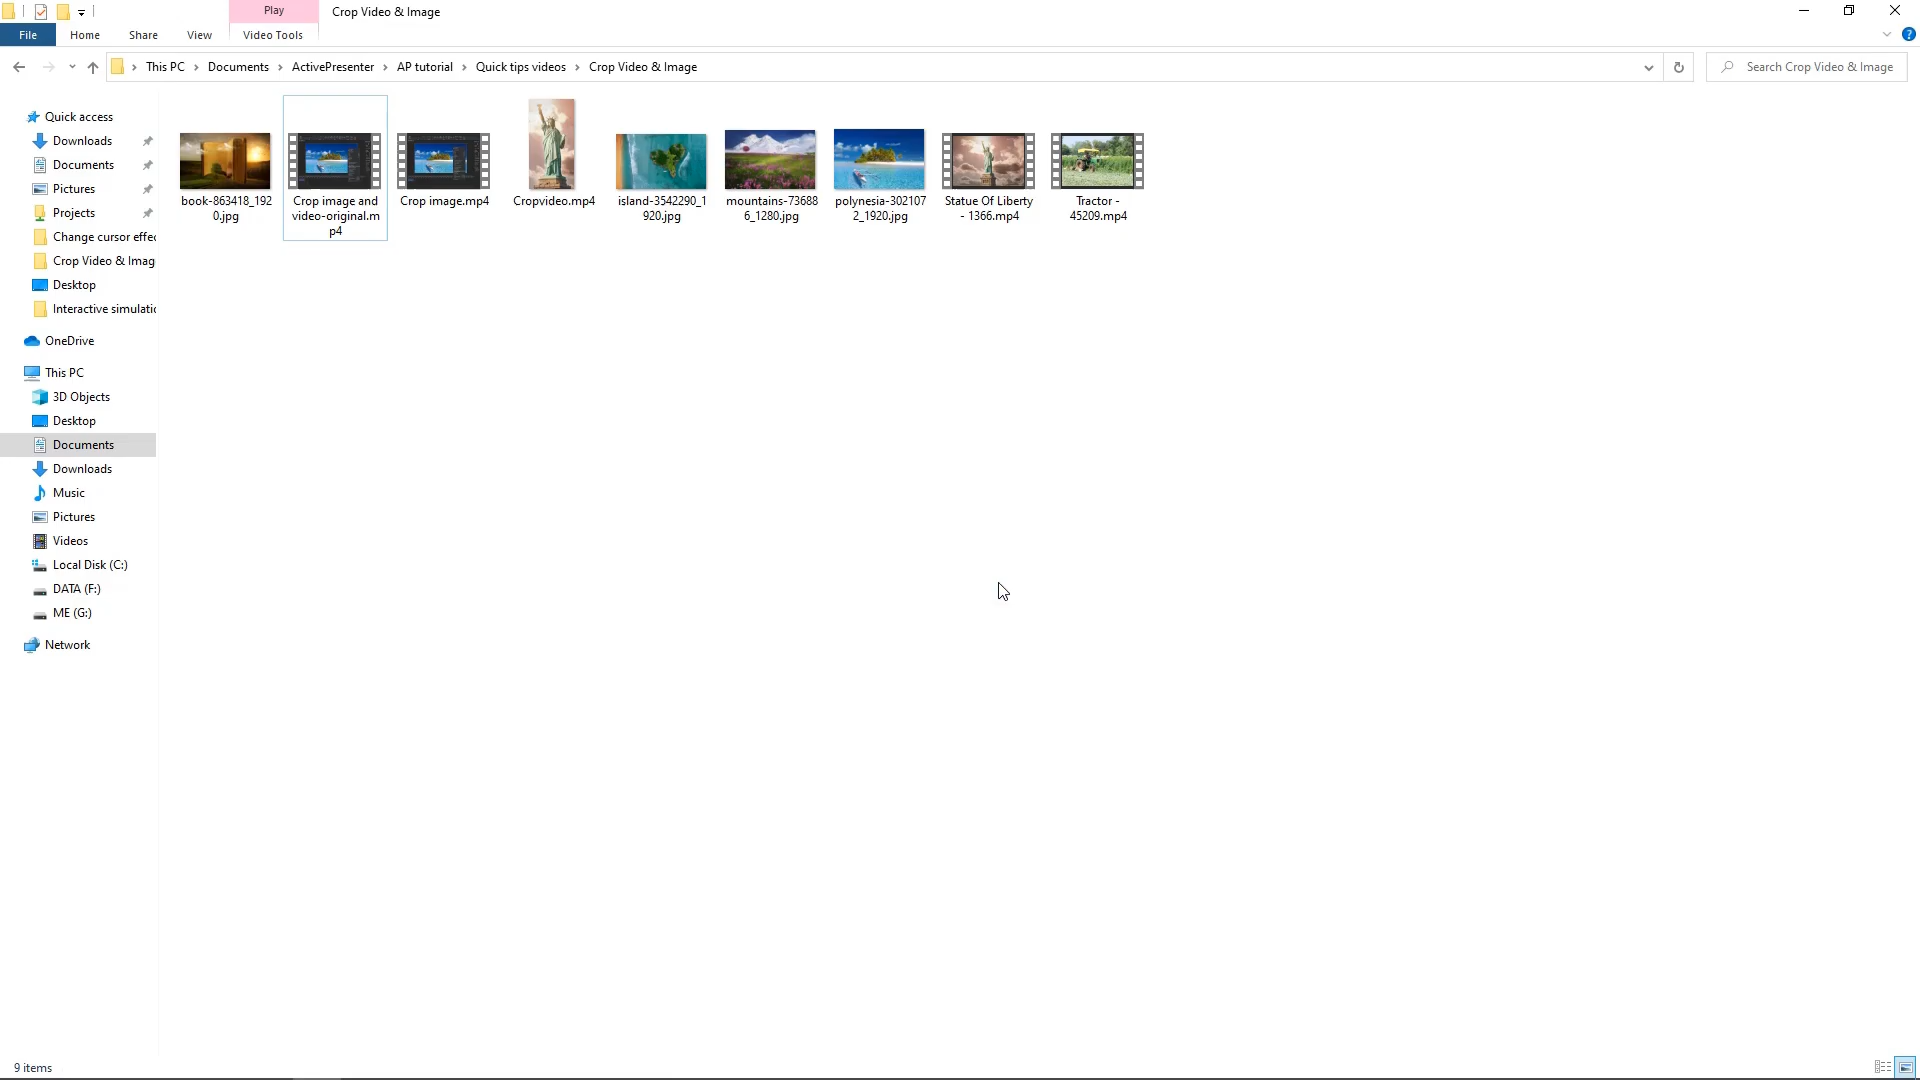 Play
Crop Video & Image
File
Home
Share
View
Video Tools
?
This PC
Documents
ActivePresenter
AP tutorial
Quick tips videos
Crop Video & Image
Search Crop Video & Image
Quick access
Downloads
Documents
Pictures
Projects
Change cursor effec
Crop Video & Imag
Desktop
Interactive simulatio
OneDrive
This PC
3D Objects
Desktop
Documents
Downloads
Music
Pictures
Videos
Local Disk (C:)
DATA (F:)
ME (G:)
Network
book-863418_192
0.jpg
Crop image and
video-original.m
p4
Crop image.mp4
Cropvideo.mp4
island-3542290_1
920.jpg
mountains-73688
6_1280.jpg
polynesia-302107
2_1920.jpg
Statue Of Liberty
- 1366.mp4
Tractor -
45209.mp4
9 items